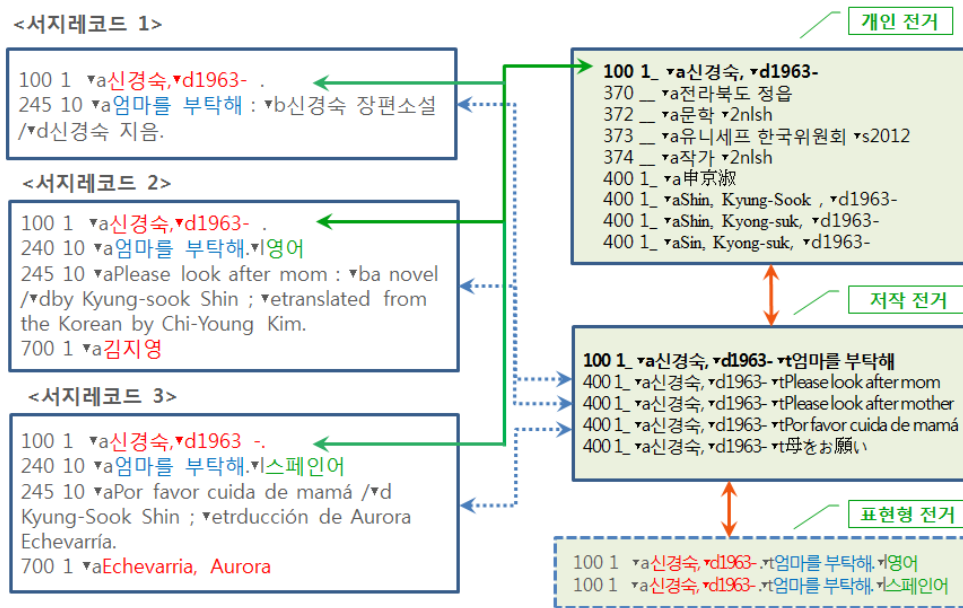 <서지레코드 1>
100 1 ▼a신경숙,▼d1963- .
245 10 ▼a엄마를 부탁해 : ▼b신경숙 장편소설
/▼d신경숙 지음.
<서지레코드 2>
100 1 ▼a신경숙,▼d1963- .
240 10 ▼a엄마를 부탁해.▼l영어
245 10 ▼aPlease look after mom : ▼ba novel
/▼dby Kyung-sook Shin ; ▼etranslated from
the Korean by Chi-Young Kim.
700 1 ▼a김지영
<서지레코드 3>
100 1 ▼a신경숙,▼d1963 -.
240 10 ▼a엄마를 부탁해.▼l스페인어
245 10 ▼aPor favor cuida de mamá /▼d
Kyung-Sook Shin ; ▼etrducción de Aurora
Echevarría.
700 1 ▼aEchevarria, Aurora
개인 전거
100 1_ ▼a신경숙, ▼d1963-
370 __ ▼a전라북도 정읍
372 __ ▼a문학 ▼2nlsh
373 __ ▼a유니세프 한국위원회 ▼s2012
374 __ ▼a작가 ▼2nlsh
400 1_ ▼a申京淑
400 1_ ▼aShin, Kyung-Sook , ▼d1963-
400 1_ ▼aShin, Kyong-suk, ▼d1963-
400 1_ ▼aSin, Kyong-suk, ▼d1963-
저작 전거
100 1_ ▼a신경숙, ▼d1963- ▼t엄마를 부탁해
400 1_ ▼a신경숙, ▼d1963- ▼tPlease look after mom
400 1_ ▼a신경숙, ▼d1963- ▼tPlease look after mother
400 1_ ▼a신경숙, ▼d1963- ▼tPor favor cuida de mamá
400 1_ ▼a신경숙, ▼d1963- ▼t母をお願い
표현형 전거
100 1 ▼a신경숙,▼d1963-.▼t엄마를 부탁해.▼l영어
100 1 ▼a신경숙,▼d1963-.▼t엄마를 부탁해.▼l스페인어